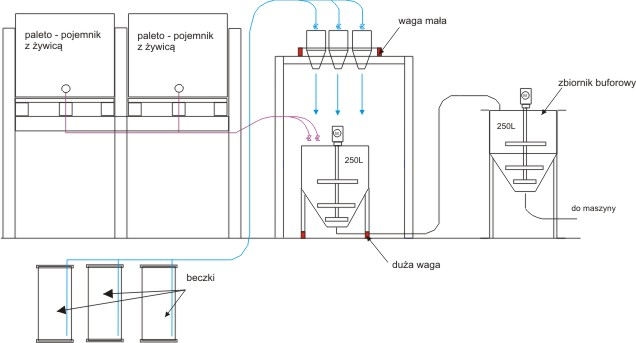 paleto - pojemnik
z żywicą
paleto - pojemnik
z żywicą
waga mała
zbiornik buforowy
250L
250L
do maszyny
duża waga
beczki